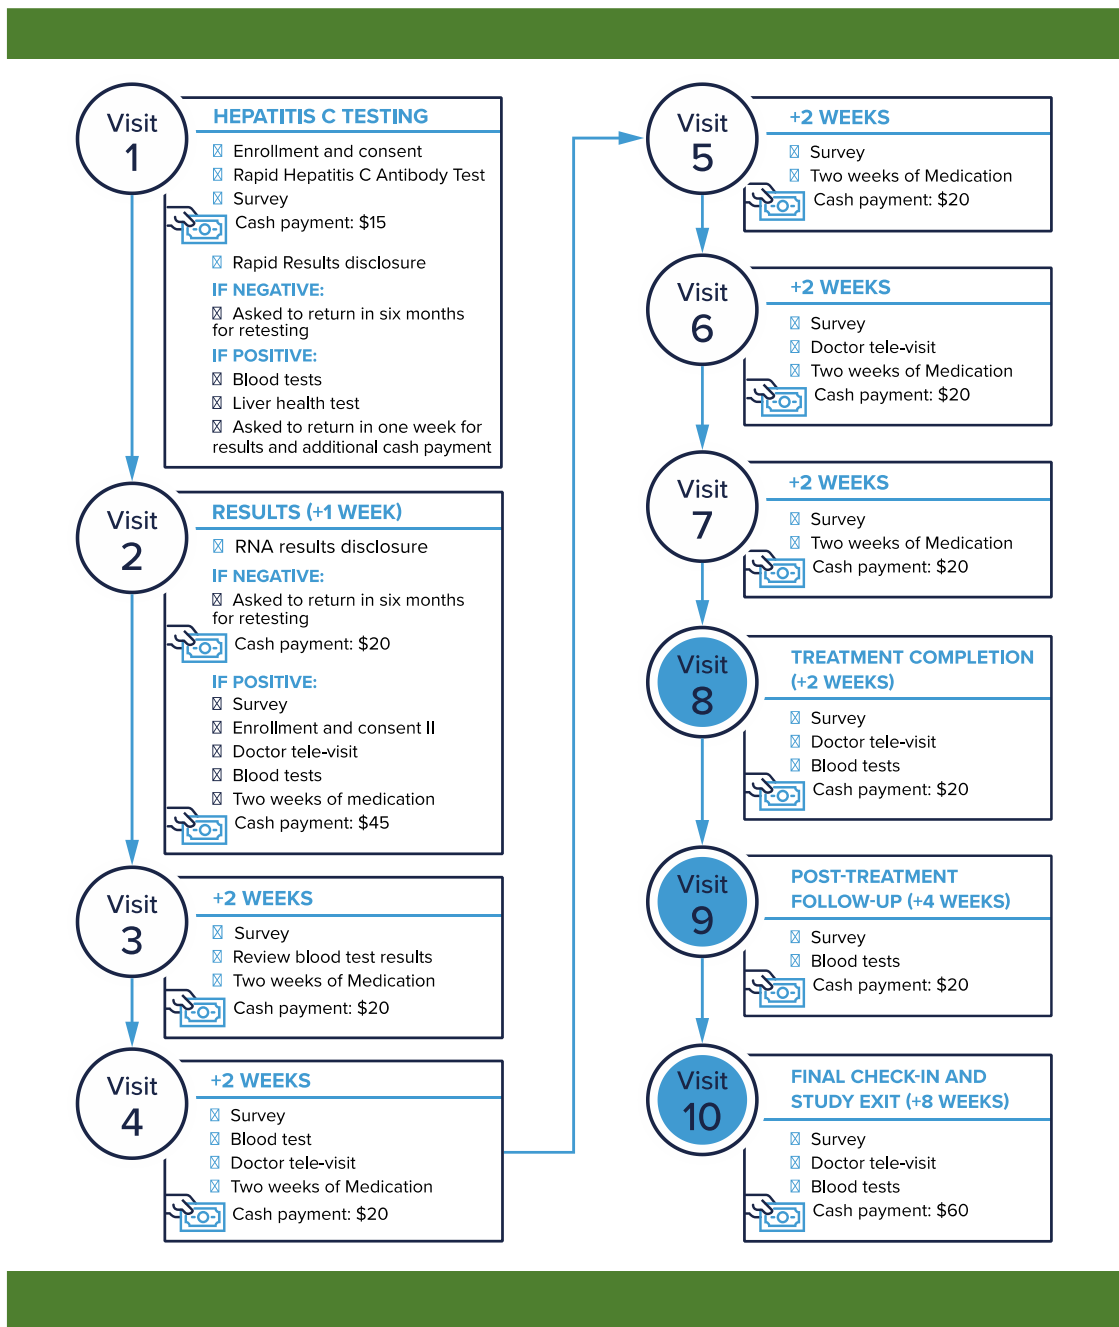 Visit
1
HEPATITIS C TESTING
Enrollment and consent
Rapid Hepatitis C Antibody Test
Survey
Cash payment: $15
Rapid Results disclosure
IF NEGATIVE:
Asked to return in six months
for retesting
IF POSITIVE:
Blood tests
Liver health test
Asked to return in one week for
results and additional cash payment
Visit
2
RESULTS (+1 WEEK)
RNA results disclosure
IF NEGATIVE:
Asked to return in six months
for retesting
Cash payment: $20
IF POSITIVE:
Survey
Enrollment and consent II
Doctor tele-visit
Blood tests
Two weeks of medication
Cash payment: $45
Visit
3
+2 WEEKS
Survey
Review blood test results
Two weeks of Medication
Cash payment: $20
Visit
4
+2 WEEKS
Survey
Blood test
Doctor tele-visit
Two weeks of Medication
Cash payment: $20
Visit
5
+2 WEEKS
Survey
Two weeks of Medication
Cash payment: $20
Visit
6
+2 WEEKS
Survey
Doctor tele-visit
Two weeks of Medication
Cash payment: $20
Visit
7
+2 WEEKS
Survey
Two weeks of Medication
Cash payment: $20
Visit
8
TREATMENT COMPLETION
(+2 WEEKS)
Survey
Doctor tele-visit
Blood tests
Cash payment: $20
Visit
9
POST-TREATMENT
FOLLOW-UP (+4 WEEKS)
Survey
Blood tests
Cash payment: $20
Visit
10
FINAL CHECK-IN AND
STUDY EXIT (+8 WEEKS)
Survey
Doctor tele-visit
Blood tests
Cash payment: $60